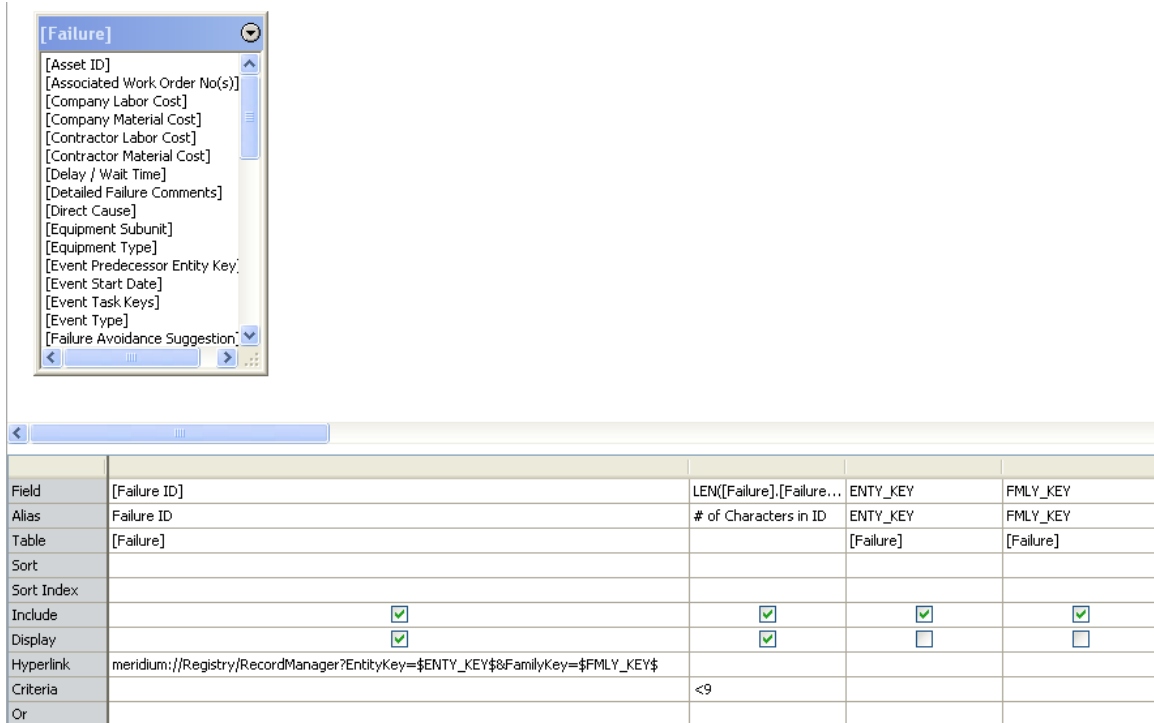 [Failure]
[Asset ID]
[Associated Work Order No(s)]
[Company Labor Cost]
[Company Material Cost]
[Contractor Labor Cost]
[Contractor Material Cost]
[Delay / Wait Time]
[Detailed Failure Comments]
[Direct Cause]
[Equipment Subunit]
[Equipment Type]
[Event Predecessor Entity Key]
[Event Start Date]
[Event Task Keys]
[Event Type]
[Failure Avoidance Suggestion]
Field [Failure ID] LEN([Failure].[Failure... ENTY_KEY FMLY_KEY
Alias Failure ID # of Characters in ID ENTY_KEY FMLY_KEY
Table [Failure] [Failure] [Failure]
Sort
Sort Index
Include
Display
Hyperlink meridium://Registry/RecordManager?EntityKey=$ENTY_KEY$&FamilyKey=$FMLY_KEY$
Criteria <9
Or